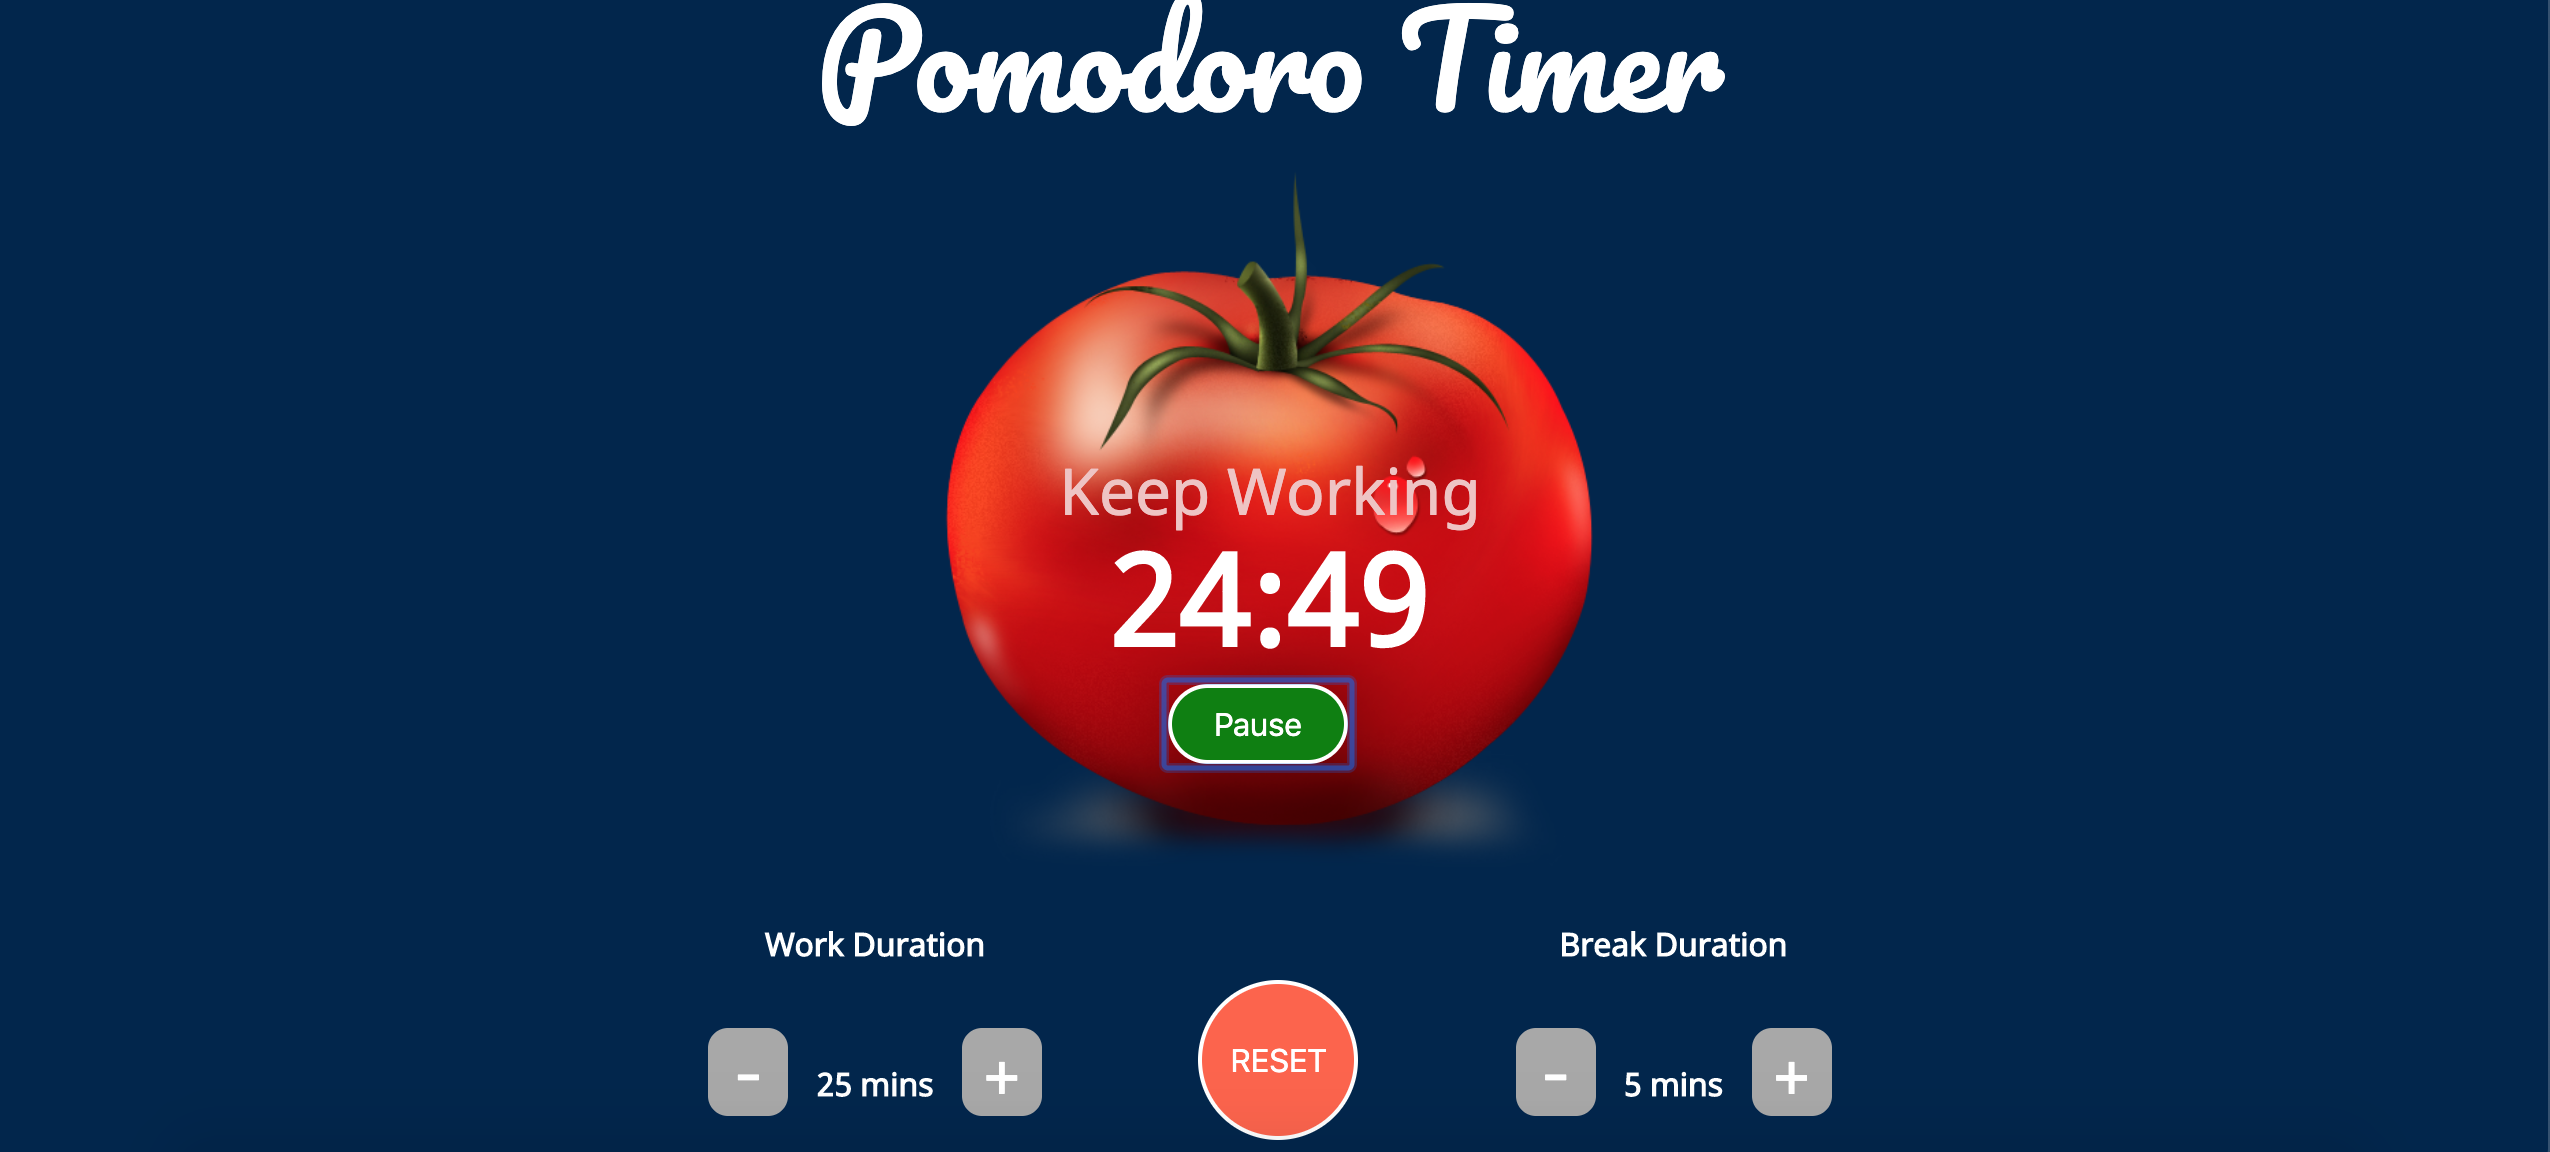 Pomodoro Timer
Keep Working
24:49
Pause
Work Duration
Break Duration
- 25 mins +
RESET
- 5 mins +